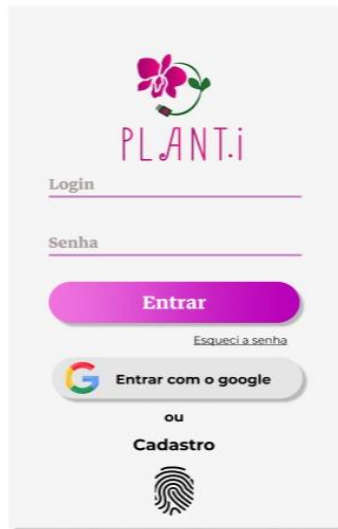 PLANT.i
Login
Senha
Entrar
Esqueci a senha
Entrar com o google
ou
Cadastro